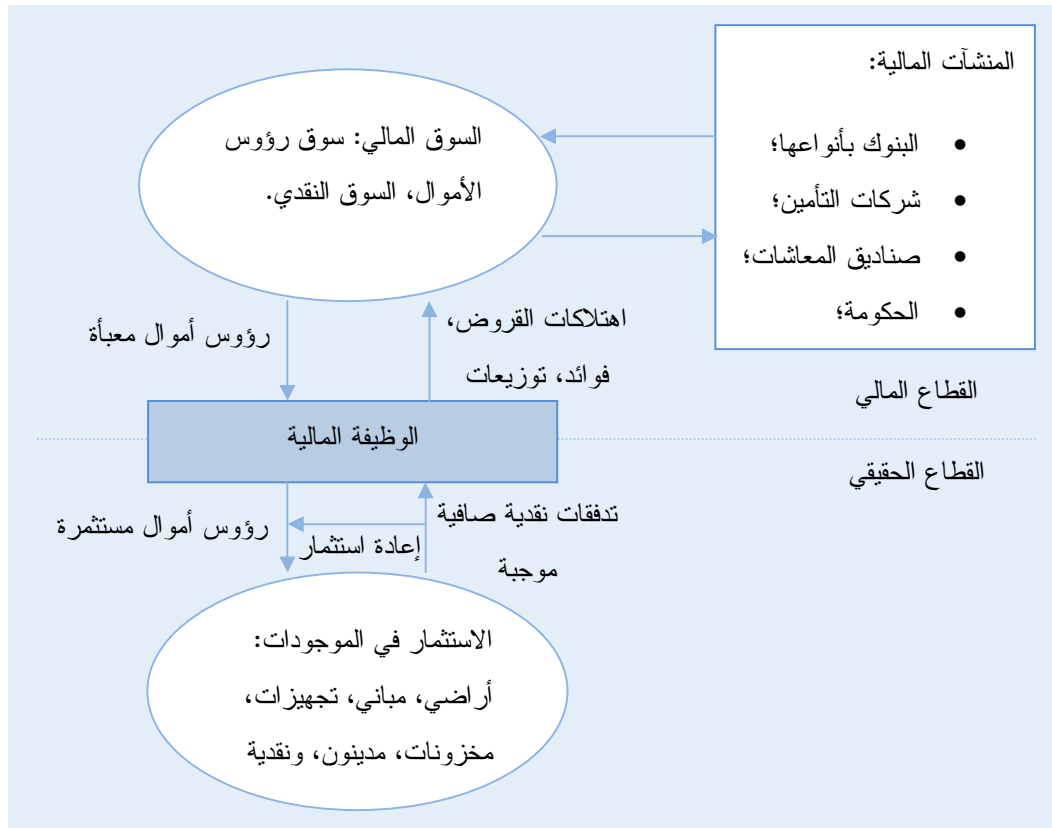 المنشآت المالية:
• البنوك بأنواعها؛
• شركات التأمين؛
• صناديق المعاشات؛
• الحكومة؛
السوق المالي: سوق رؤوس
الأموال، السوق النقدي.
رؤوس أموال معبأة
اهتلاكات القروض،
فوائد، توزيعات
القطاع المالي
الوظيفة المالية
القطاع الحقيقي
رؤوس أموال مستثمرة
إعادة استثمار
تدفقات نقدية صافية
موجبة
الاستثمار في الموجودات:
أراضي، مباني، تجهيزات،
مخزونات، مدينون، ونقدية